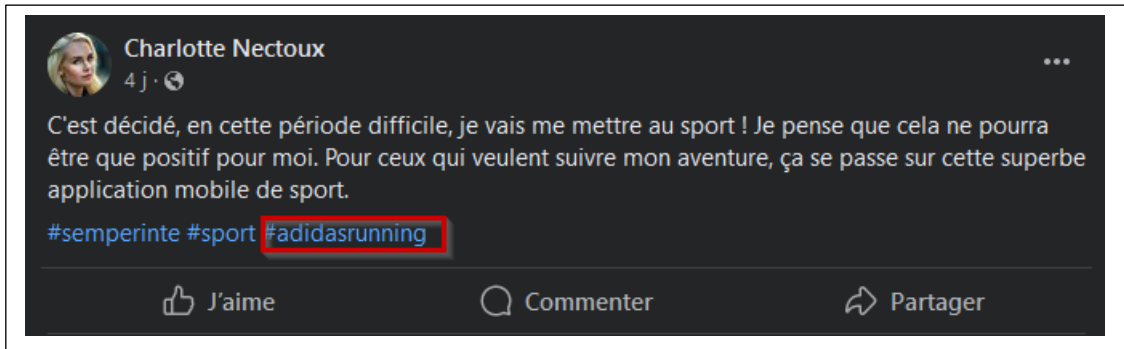 Charlotte Nectoux
4 j ·
C'est décidé, en cette période difficile, je vais me mettre au sport ! Je pense que cela ne pourra
être que positif pour moi. Pour ceux qui veulent suivre mon aventure, ça se passe sur cette superbe
application mobile de sport.
#semperinte #sport #adidasrunning
J'aime Commenter Partager